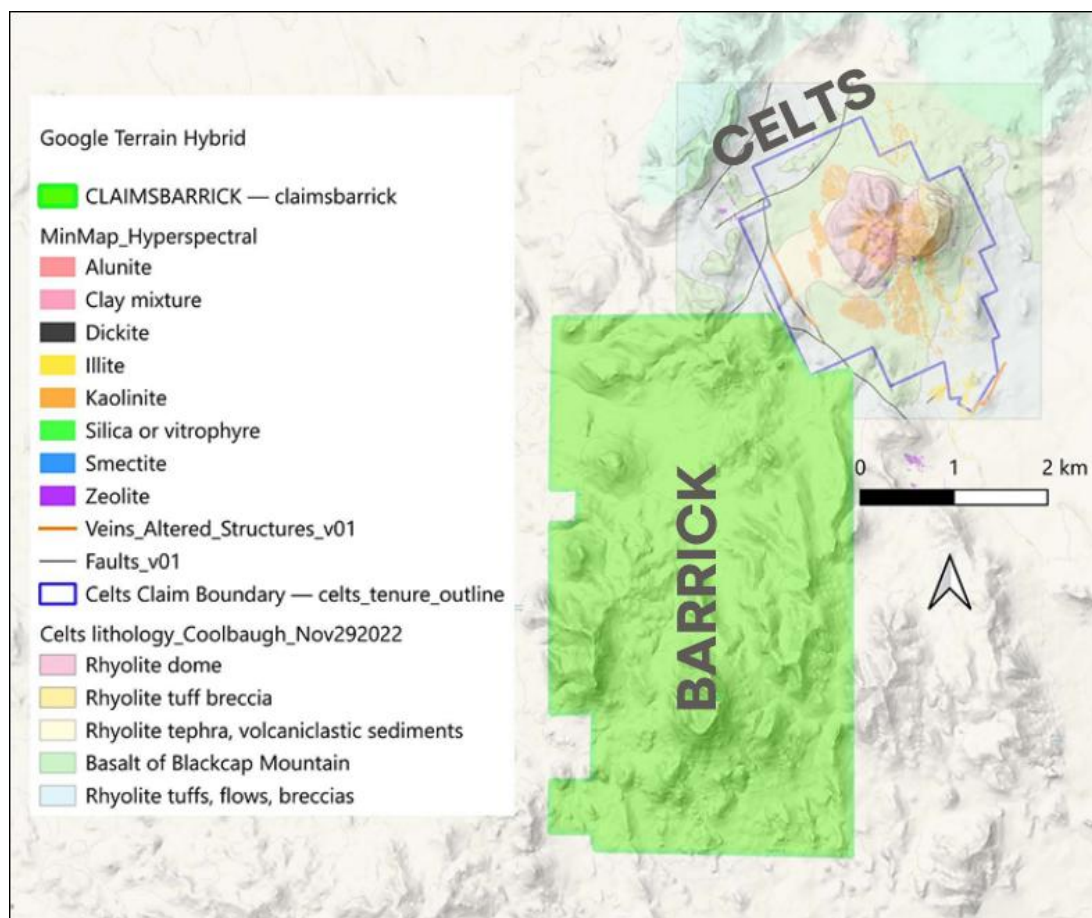 CELTS
Google Terrain Hybrid
CLAIMSBARRICK — claimsbarrick
MinMap_Hyperspectral
Alunite
Clay mixture
Dickite
Illite
Kaolinite
Silica or vitrophyre
Smectite
Zeolite
Veins_Altered_Structures_v01
Faults_v01
Celts Claim Boundary — celts_tenure_outline
Celts lithology_Coolbaugh_Nov292022
Rhyolite dome
Rhyolite tuff breccia
Rhyolite tephra, volcaniclastic sediments
Basalt of Blackcap Mountain
Rhyolite tuffs, flows, breccias
BARRICK
0 1 2 km